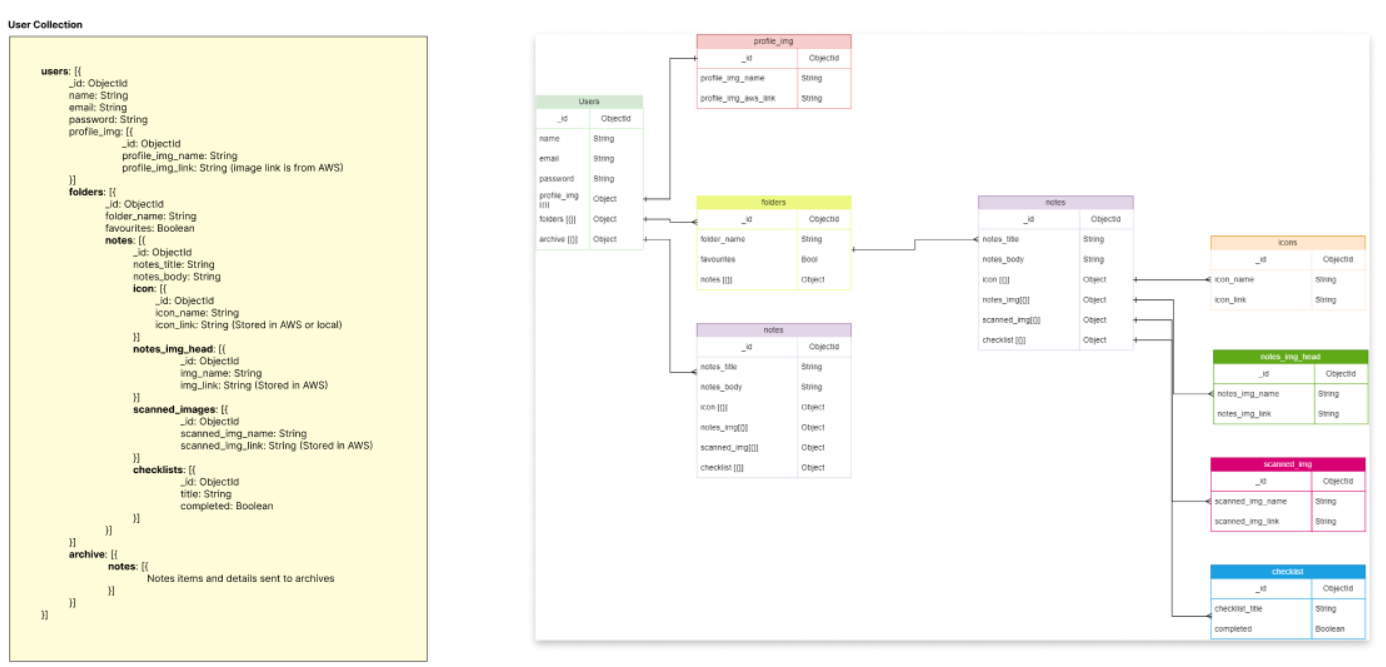 User Collection
users: [{
_id: ObjectId
name: String
email: String
password: String
profile_img: [{
_id: ObjectId
profile_img_name: String
profile_img_link: String (image link is from AWS)
}]
folders: [{
_id: ObjectId
folder_name: String
favourites: Boolean
notes: [{
_id: ObjectId
notes_title: String
notes_body: String
icon: [{
_id: ObjectId
icon_name: String
icon_link: String (Stored in AWS or local)
}]
notes_img_head: [{
_id: ObjectId
img_name: String
img_link: String (Stored in AWS)
}]
scanned_images: [{
_id: ObjectId
scanned_img_name: String
scanned_img_link: String (Stored in AWS)
}]
checklists: [{
_id: ObjectId
title: String
completed: Boolean
}]
}]
}]
archive: [{
notes: [{
Notes items and details sent to archives
}]
}]
}]
Users
_id ObjectId
name String
email String
password String
profile_img [{}] Object
folders [{}] Object
archive [{}] Object
profile_img
_id ObjectId
profile_img_name String
profile_img_aws_link String
folders
_id ObjectId
folder_name String
favourites Bool
notes [{}] Object
notes
_id ObjectId
notes_title String
notes_body String
icon [{}] Object
notes_img[{}] Object
scanned_img[{}] Object
checklist [{}] Object
notes
_id ObjectId
notes_title String
notes_body String
icon [{}] Object
notes_img[{}] Object
scanned_img[{}] Object
checklist [{}] Object
icons
_id ObjectId
icon_name String
icon_link String
notes_img_head
_id ObjectId
notes_img_name String
notes_img_link String
scanned_img
_id ObjectId
scanned_img_name String
scanned_img_link String
checklist
_id ObjectId
checklist_title String
completed Boolean